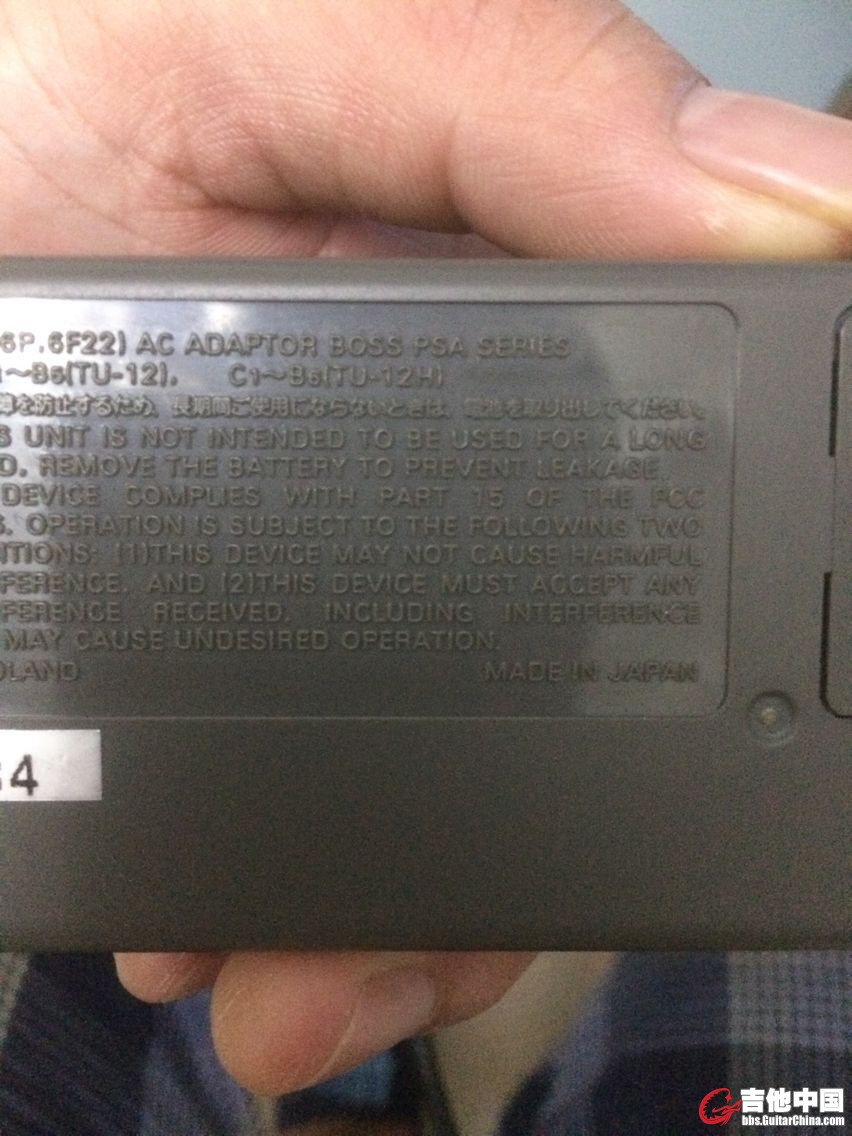 6P.6F22) AC ADAPTOR BOSS PSA SERIES
~B6(TU-12), C1~B6(TU-12H)
を防止するため、長期間ご使用にならないときは、電池を取り出してください。
S UNIT IS NOT INTENDED TO BE USED FOR A LONG
D. REMOVE THE BATTERY TO PREVENT LEAKAGE.
DEVICE COMPLIES WITH PART 15 OF THE FCC
S. OPERATION IS SUBJECT TO THE FOLLOWING TWO
ITIONS: (1)THIS DEVICE MAY NOT CAUSE HARMFUL
FERENCE. AND (2)THIS DEVICE MUST ACCEPT ANY
FERENCE RECEIVED. INCLUDING INTERFERENCE
MAY CAUSE UNDESIRED OPERATION.
OLAND MADE IN JAPAN
4
吉他中国
bbs.GuitarChina.com